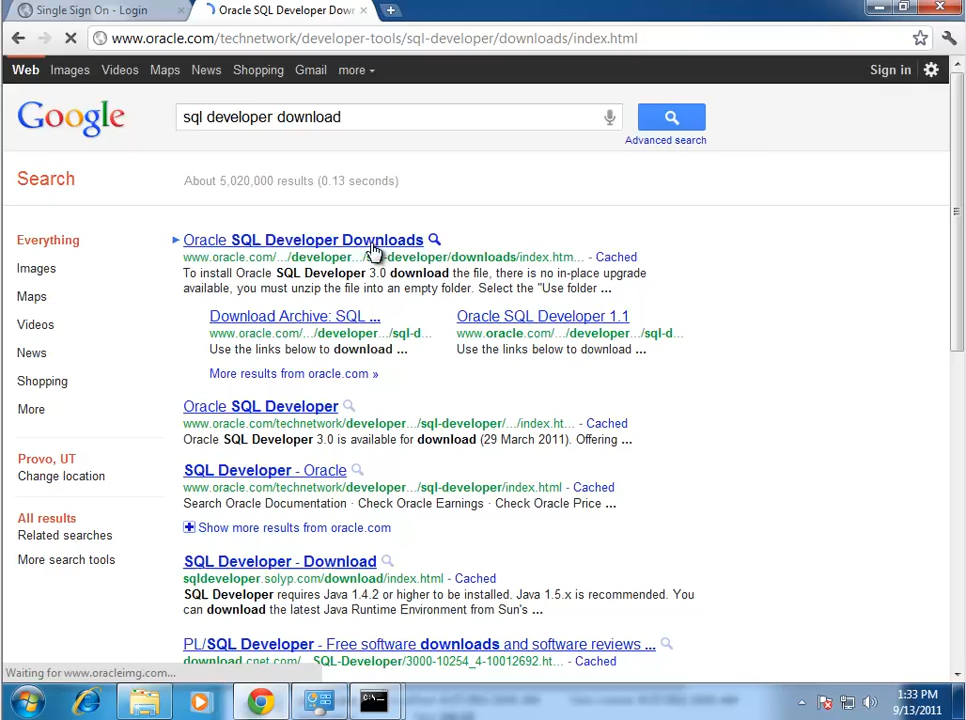 Single Sign On - Login
Oracle SQL Developer Down
www.oracle.com/technetwork/developer-tools/sql-developer/downloads/index.html
Web Images Videos Maps News Shopping Gmail more
Sign in
Google
sql developer download
Advanced search
Search
About 5,020,000 results (0.13 seconds)
Everything
Images
Maps
Videos
News
Shopping
More
Provo, UT
Change location
All results
Related searches
More search tools
Oracle SQL Developer Downloads
www.oracle.com/.../developer.../sql-developer/downloads/index.htm... - Cached
To install Oracle SQL Developer 3.0 download the file, there is no in-place upgrade
available, you must unzip the file into an empty folder. Select the "Use folder ...
Download Archive: SQL ...
www.oracle.com/.../developer.../sql-d...
Use the links below to download ...
Oracle SQL Developer 1.1
www.oracle.com/.../developer.../sql-d...
Use the links below to download ...
More results from oracle.com »
Oracle SQL Developer
www.oracle.com/technetwork/developer.../sql-developer/.../index.ht... - Cached
Oracle SQL Developer 3.0 is available for download (29 March 2011). Offering ...
SQL Developer - Oracle
www.oracle.com/technetwork/developer.../sql-developer/index.html - Cached
Search Oracle Documentation · Check Oracle Earnings · Check Oracle Price ...
Show more results from oracle.com
SQL Developer - Download
sqldeveloper.solyp.com/download/index.html - Cached
SQL Developer requires Java 1.4.2 or higher to be installed. Java 1.5.x is recommended. You
can download the latest Java Runtime Environment from Sun's ...
PL/SQL Developer - Free software downloads and software reviews ...
download.cnet.com/...SQL-Developer/3000-10254_4-10012692.ht... - Cached
Waiting for www.oracleimg.com...
1:33 PM
9/13/2011